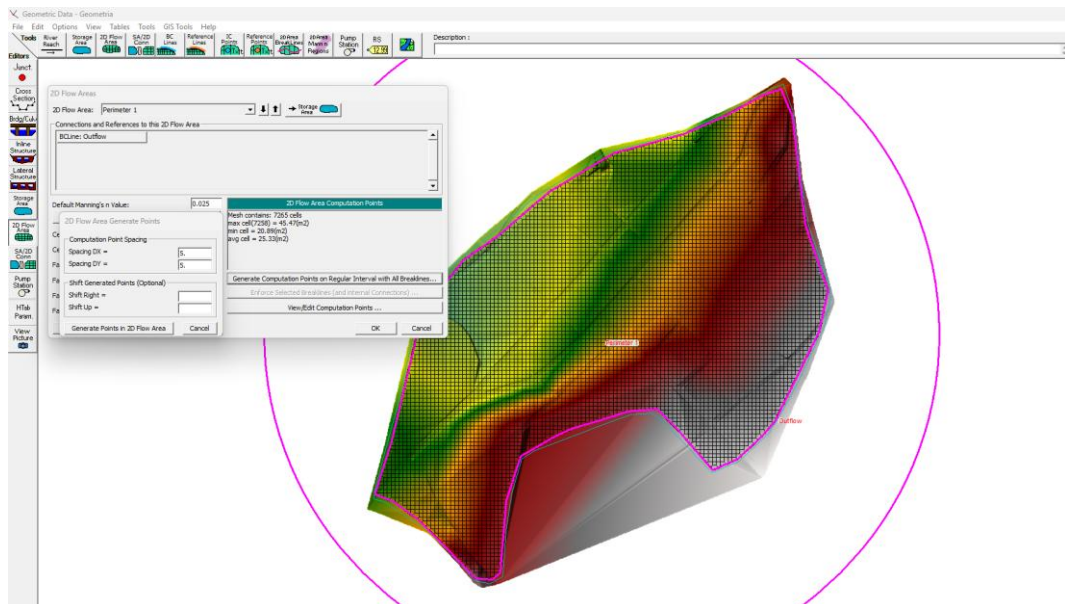 Geometric Data - Geometria
File Edit Options View Tables Tools GIS Tools Help
Tools
Editors
River Reach
Storage Area
2D Flow Area
SA/2D Conn
BC Lines
Reference Lines
IC Points
Reference Points
2D Area BreakLines
2D Area Mann n Regions
Pump Station
RS
Description :
Junct.
Cross Section
Brdg/Culv
Inline Structure
Lateral Structure
Storage Area
2D Flow Area
SA/2D Conn
Pump Station
HTab Param.
View Picture
2D Flow Areas
2D Flow Area: Perimeter 1
Storage Area
Connections and References to this 2D Flow Area
BCLine: Outflow
Default Manning's n Value: 0.025
2D Flow Area Computation Points
Mesh contains: 7265 cells
max cell(7258) = 45.47(m2)
min cell = 20.89(m2)
avg cell = 25.33(m2)
Generate Computation Points on Regular Interval with All Breaklines...
Enforce Selected Breaklines (and Internal Connections) ...
View/Edit Computation Points ...
OK Cancel
2D Flow Area Generate Points
Computation Point Spacing
Spacing DX = 5.
Spacing DY = 5.
Shift Generated Points (Optional)
Shift Right =
Shift Up =
Generate Points in 2D Flow Area Cancel
Ce
Ce
Fa
Fa
Fa
Fa
Perimeter 1
Outflow